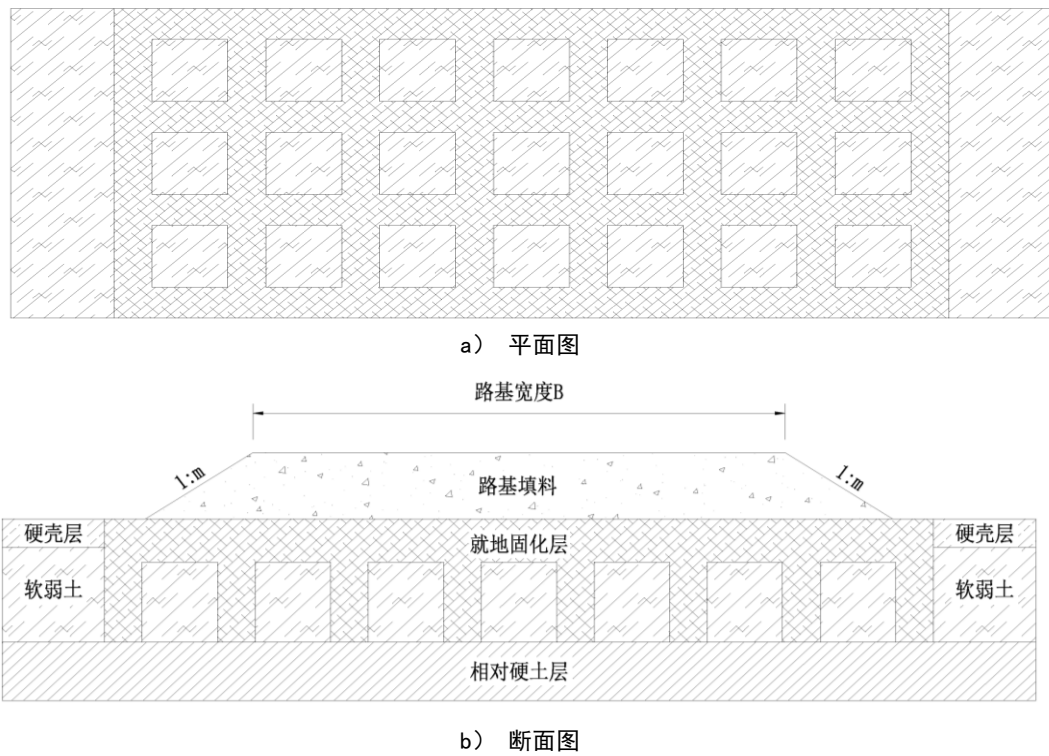 a） 平面图
路基宽度B
1:m
1:m
路基填料
硬壳层
硬壳层
就地固化层
软弱土
软弱土
相对硬土层
b） 断面图